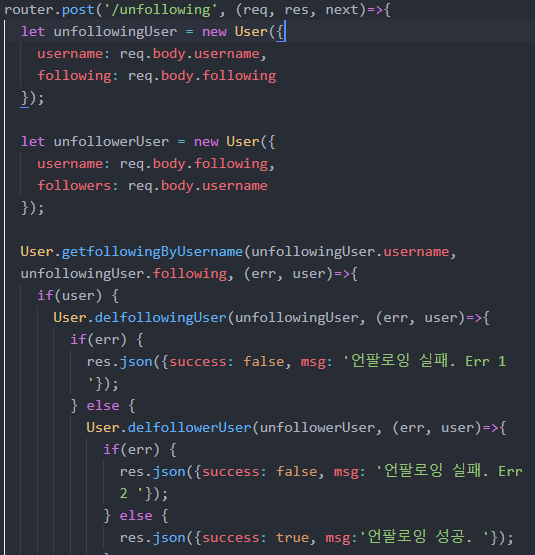 router.post('/unfollowing', (req, res, next)=>{
let unfollowingUser = new User({
username: req.body.username,
following: req.body.following
});
let unfollowerUser = new User({
username: req.body.following,
followers: req.body.username
});
User.getfollowingByUsername(unfollowingUser.username,
unfollowingUser.following, (err, user)=>{
if(user) {
User.delfollowingUser(unfollowingUser, (err, user)=>{
if(err) {
res.json({success: false, msg: '언팔로잉 실패. Err 1
'});
} else {
User.delfollowerUser(unfollowerUser, (err, user)=>{
if(err) {
res.json({success: false, msg: '언팔로잉 실패. Err
2 '});
} else {
res.json({success: true, msg:'언팔로잉 성공. '});